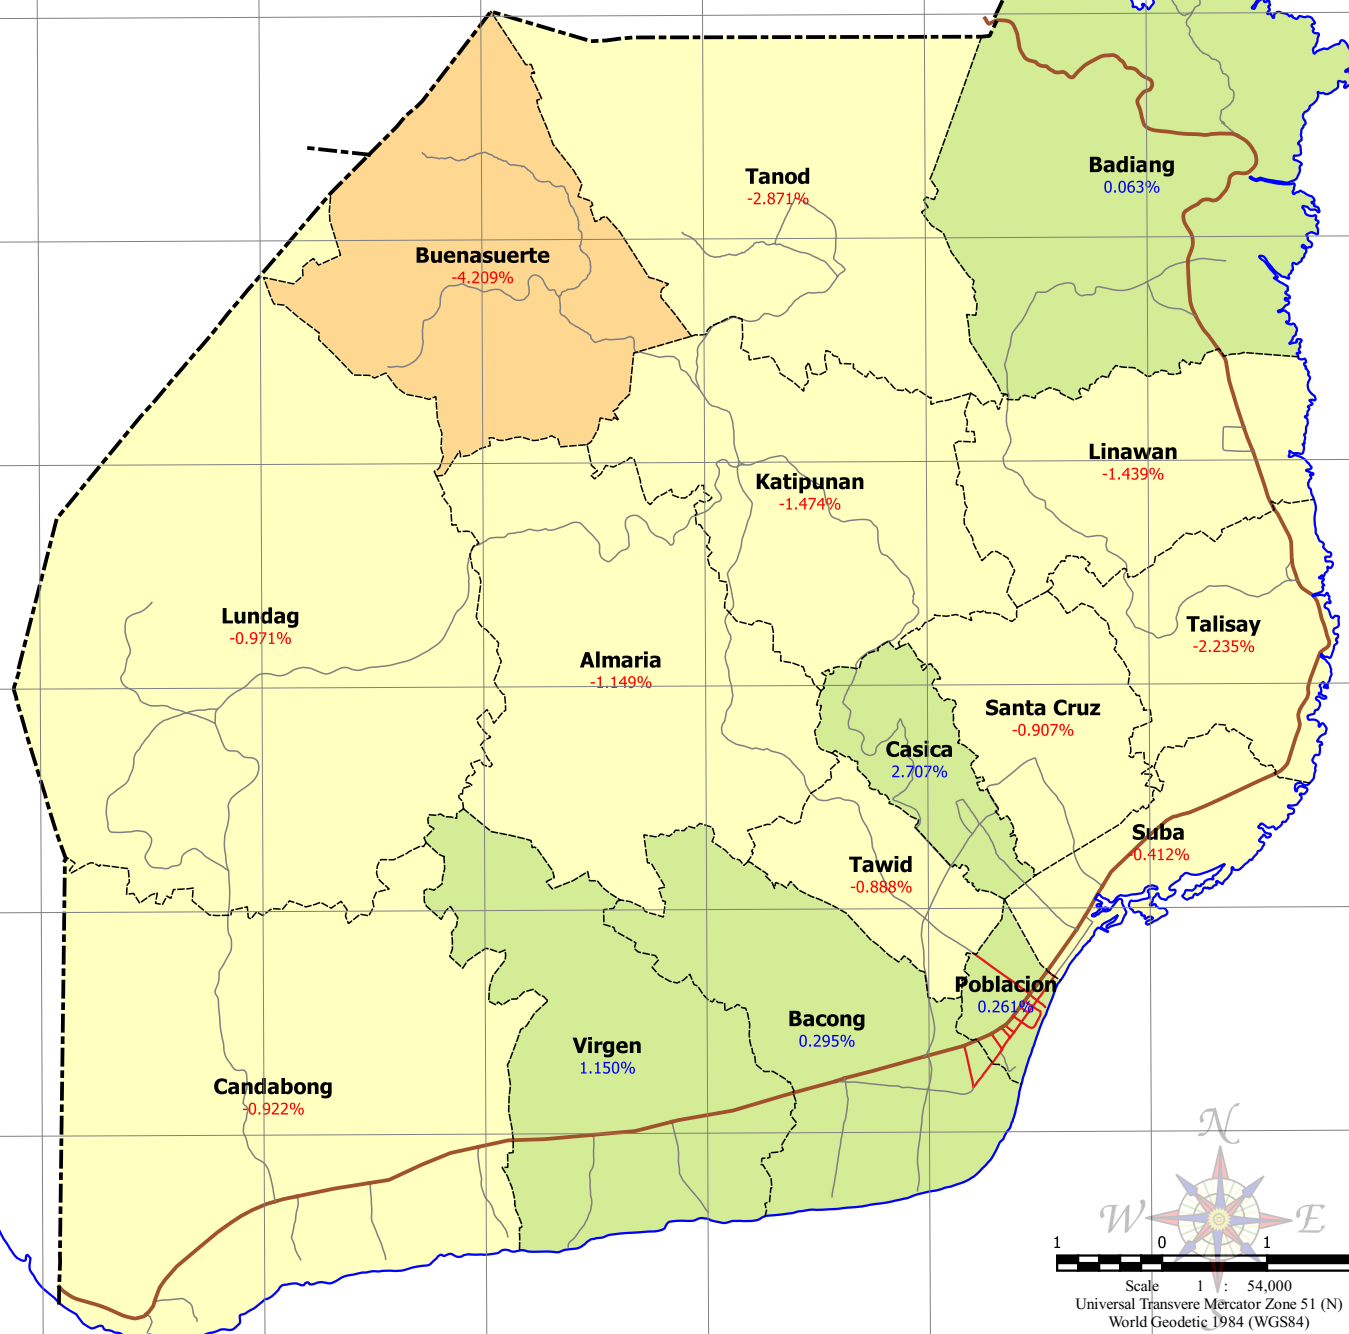 Badiang
0.063%
Tanod
-2.871%
Buenasuerte
-4.209%
Linawan
-1.439%
Katipunan
-1.474%
Lundag
-0.971%
Talisay
-2.235%
Almaria
-1.149%
Santa Cruz
-0.907%
Casica
2.707%
Suba
-0.412%
Tawid
-0.888%
Poblacion
0.261%
Bacong
0.295%
Virgen
1.150%
Candabong
-0.922%
N
W E
S
1 0 1
Scale 1 : 54,000
Universal Transvere Mercator Zone 51 (N)
World Geodetic 1984 (WGS84)